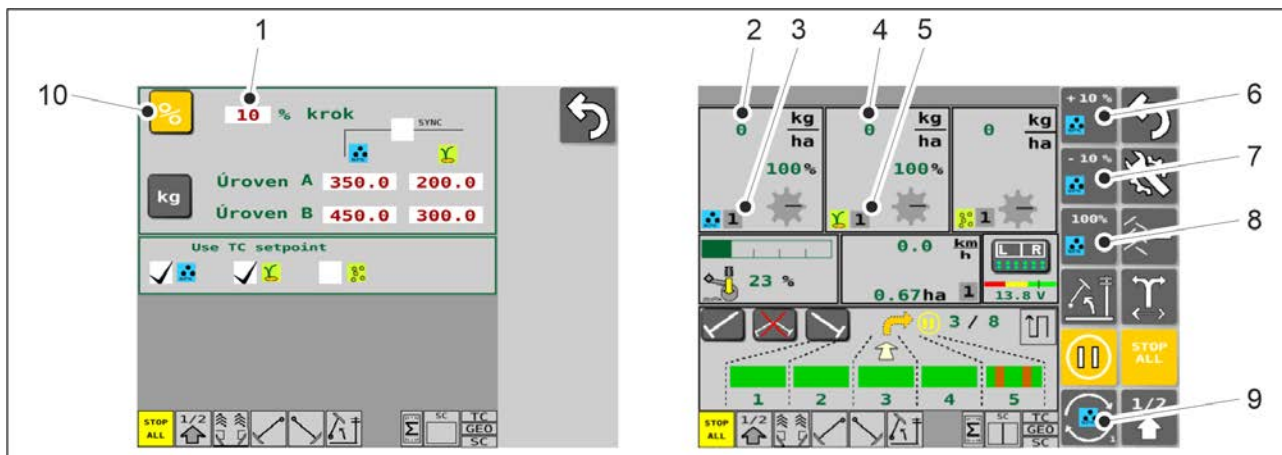 1
10
%
10 % krok
SYNC
kg
Úroven A 350.0 200.0
Úroven B 450.0 300.0
Use TC setpoint
STOP ALL
1/2
Σ
SC
TC
GEO
SC
2
3
4
5
0 kg/ha
100%
1
0 kg/ha
100%
1
0 kg/ha
1
23 %
0.0 km/h
0.67ha 1
L R
13.8 V
3 / 8
1 2 3 4 5
STOP ALL
1/2
Σ
SC
TC
GEO
SC
+10 %
6
- 10 %
7
100%
8
STOP ALL
1
1/2
9